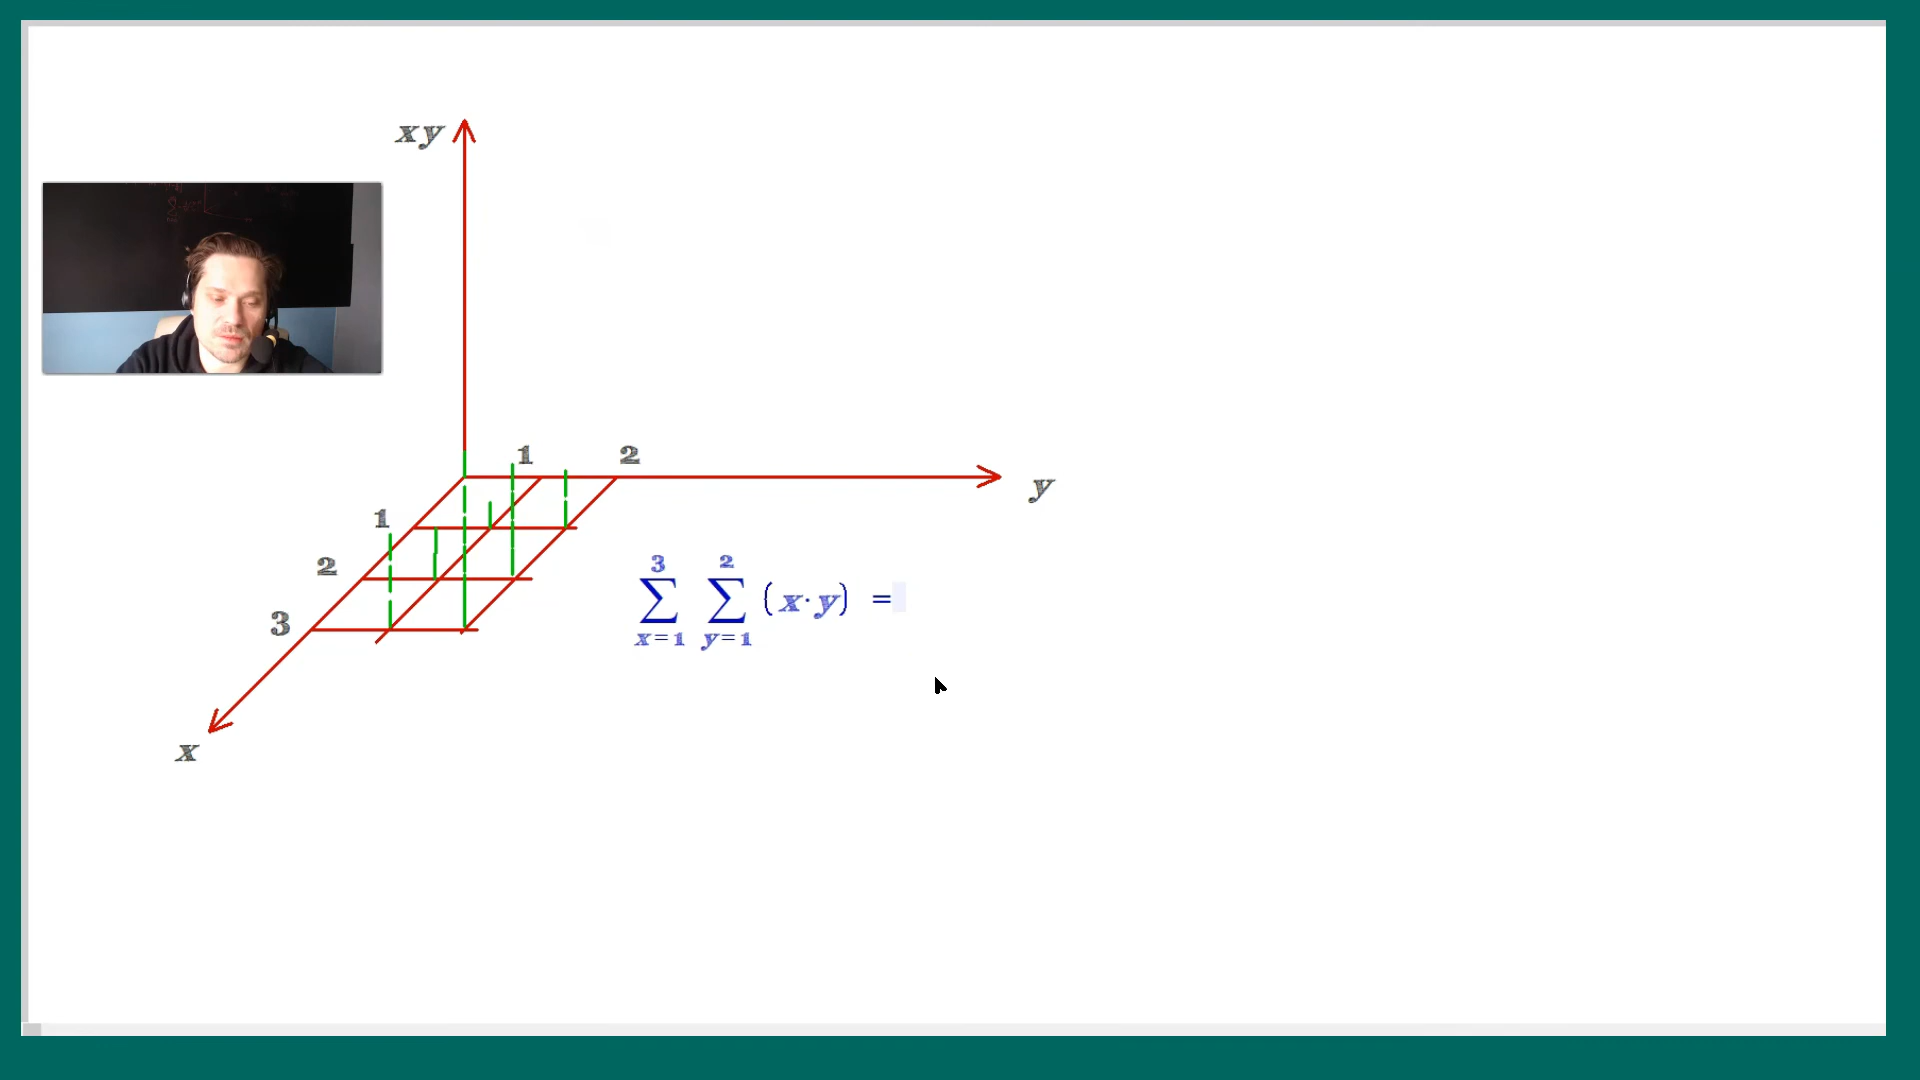 xy
1 2
y
1
2
3
x
3 2
∑ ∑ (x·y) =
x=1 y=1